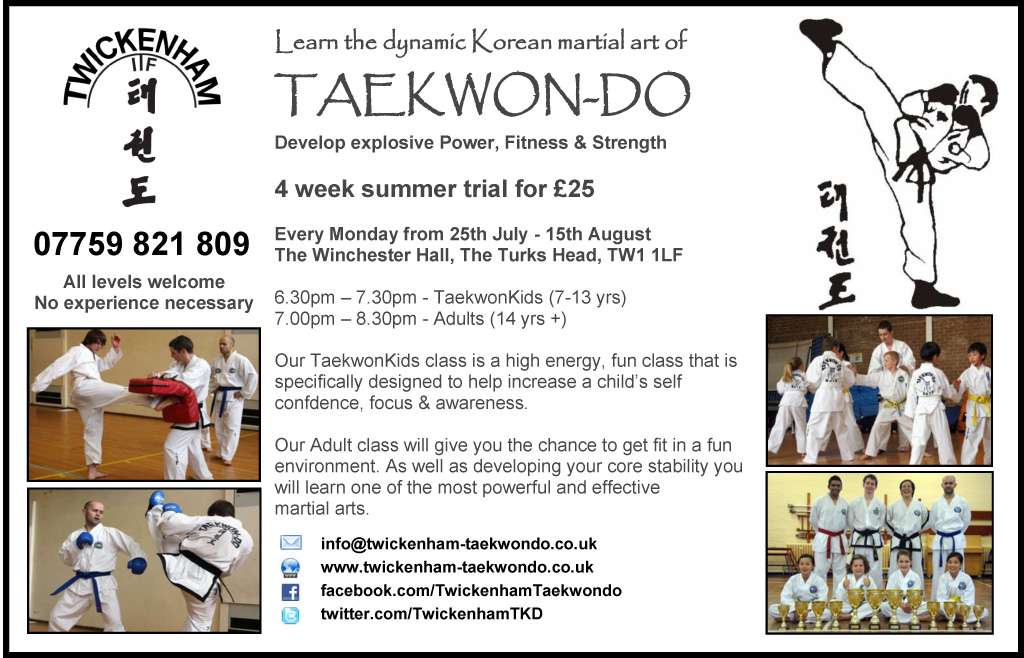 TWICKENHAM
ITF
태
권
도
07759 821 809
All levels welcome
No experience necessary
Learn the dynamic Korean martial art of
TAEKWON-DO
Develop explosive Power, Fitness & Strength
4 week summer trial for £25
Every Monday from 25th July - 15th August
The Winchester Hall, The Turks Head, TW1 1LF
6.30pm – 7.30pm - TaekwonKids (7-13 yrs)
7.00pm – 8.30pm - Adults (14 yrs +)
Our TaekwonKids class is a high energy, fun class that is
specifically designed to help increase a child's self
confdence, focus & awareness.
Our Adult class will give you the chance to get fit in a fun
environment. As well as developing your core stability you
will learn one of the most powerful and effective
martial arts.
info@twickenham-taekwondo.co.uk
www.twickenham-taekwondo.co.uk
facebook.com/TwickenhamTaekwondo
twitter.com/TwickenhamTKD
태
권
도
TAEKWON-DO